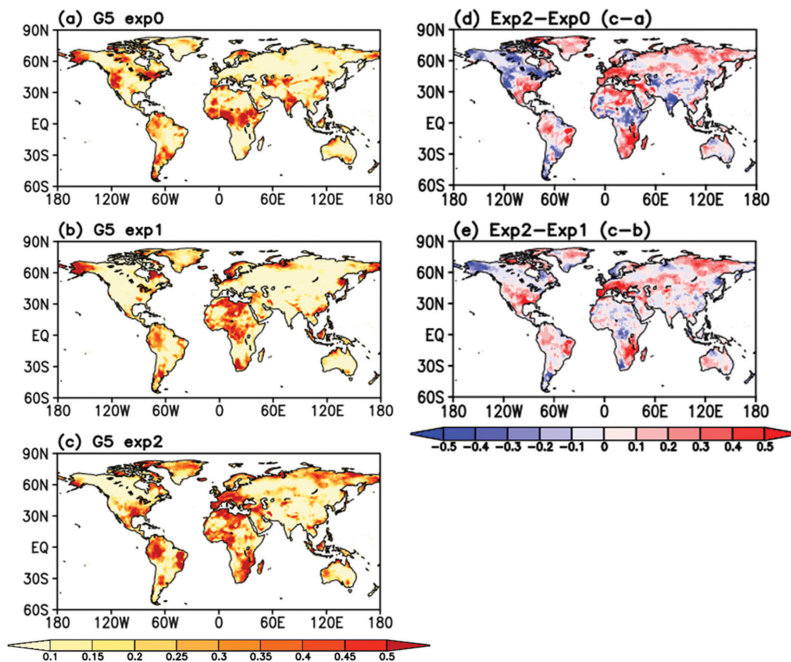 (a) G5 exp0
90N
60N
30N
EQ
30S
60S
180 120W 60W 0 60E 120E 180
(b) G5 exp1
90N
60N
30N
EQ
30S
60S
180 120W 60W 0 60E 120E 180
(c) G5 exp2
90N
60N
30N
EQ
30S
60S
180 120W 60W 0 60E 120E 180
0.1 0.15 0.2 0.25 0.3 0.35 0.4 0.45 0.5
(d) Exp2-Exp0 (c-a)
90N
60N
30N
EQ
30S
60S
180 120W 60W 0 60E 120E 180
(e) Exp2-Exp1 (c-b)
90N
60N
30N
EQ
30S
60S
180 120W 60W 0 60E 120E 180
-0.5 -0.4 -0.3 -0.2 -0.1 0 0.1 0.2 0.3 0.4 0.5